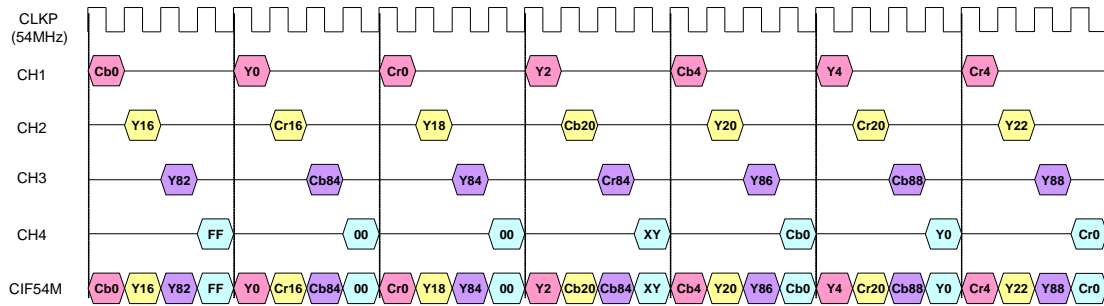 CLKP
(54MHz)
CH1 Cb0 Y0 Cr0 Y2 Cb4 Y4 Cr4
CH2 Y16 Cr16 Y18 Cb20 Y20 Cr20 Y22
CH3 Y82 Cb84 Y84 Cr84 Y86 Cb88 Y88
CH4 FF 00 00 XY Cb0 Y0 Cr0
CIF54M Cb0 Y16 Y82 FF Y0 Cr16 Cb84 00 Cr0 Y18 Y84 00 Y2 Cb20 Cb84 XY Cb4 Y20 Y86 Cb0 Y4 Cr20 Cb88 Y0 Cr4 Y22 Y88 Cr0